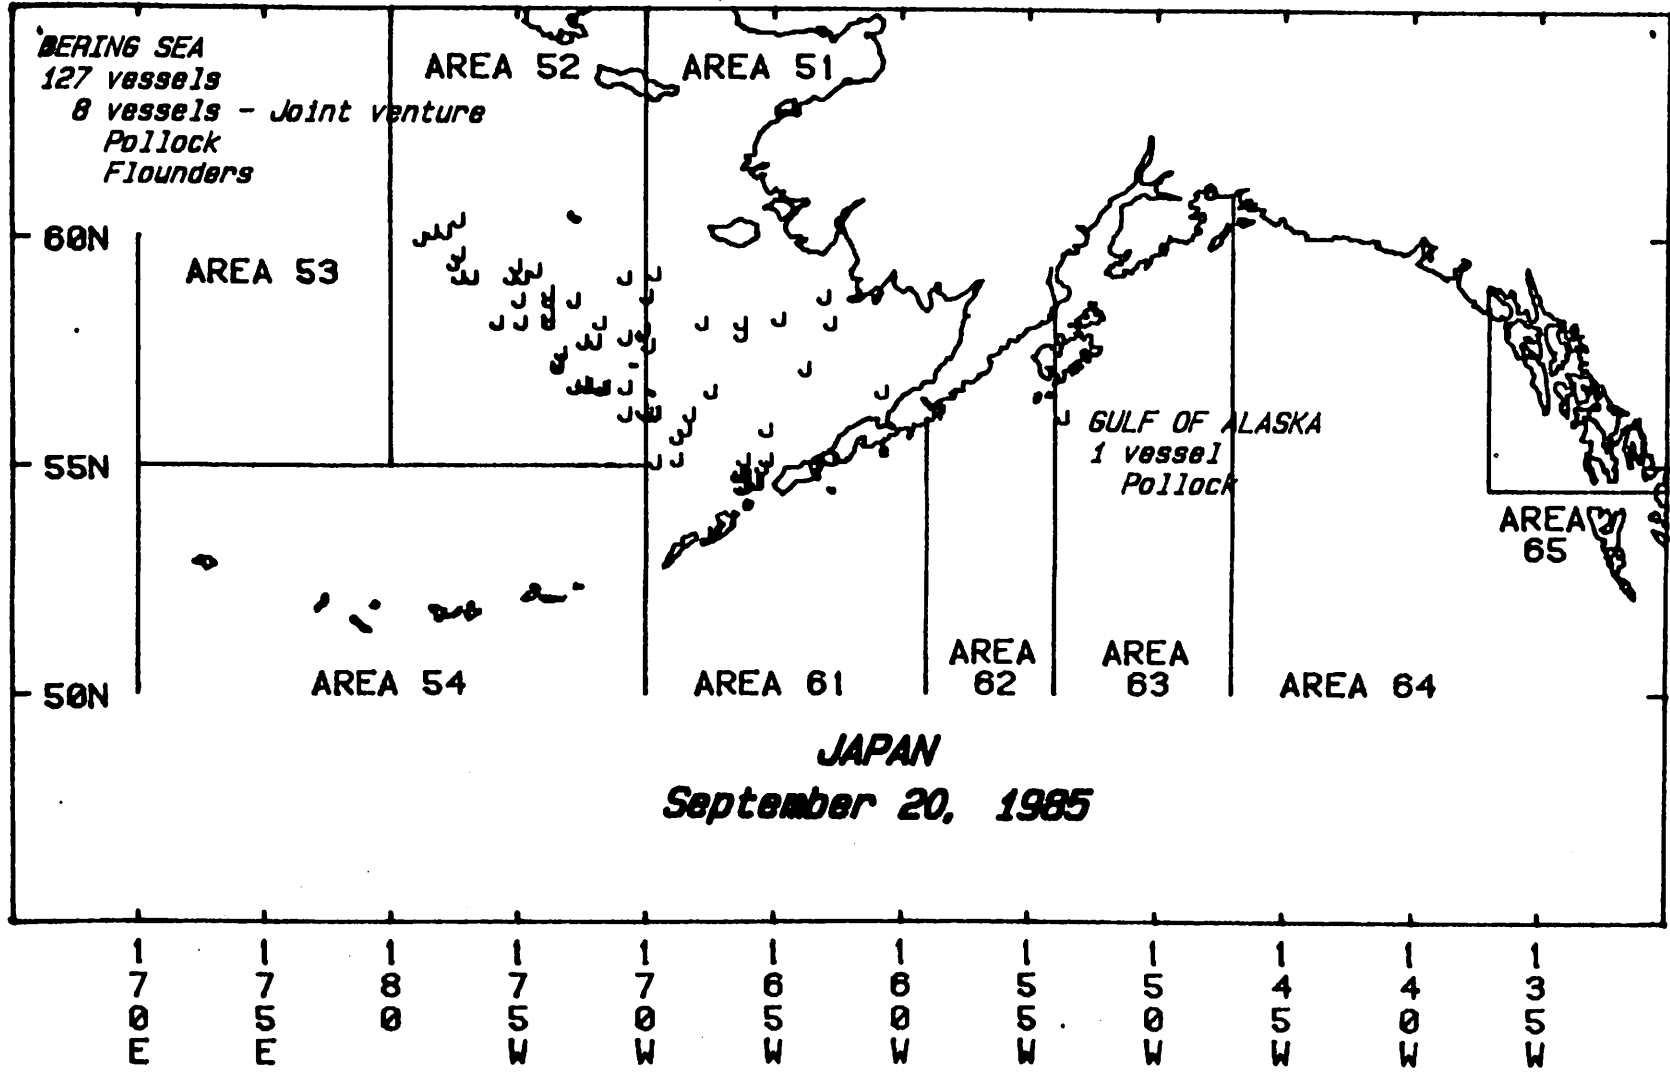 BERING SEA
127 vessels
8 vessels - Joint venture
Pollock
Flounders
AREA 52
AREA 51
60N
AREA 53
55N
GULF OF ALASKA
1 vessel
Pollock
AREA
65
50N
AREA 54
AREA 61
AREA
62
AREA
63
AREA 64
JAPAN
September 20, 1985
170E
175E
180
175W
170W
165W
160W
155W
150W
145W
140W
135W